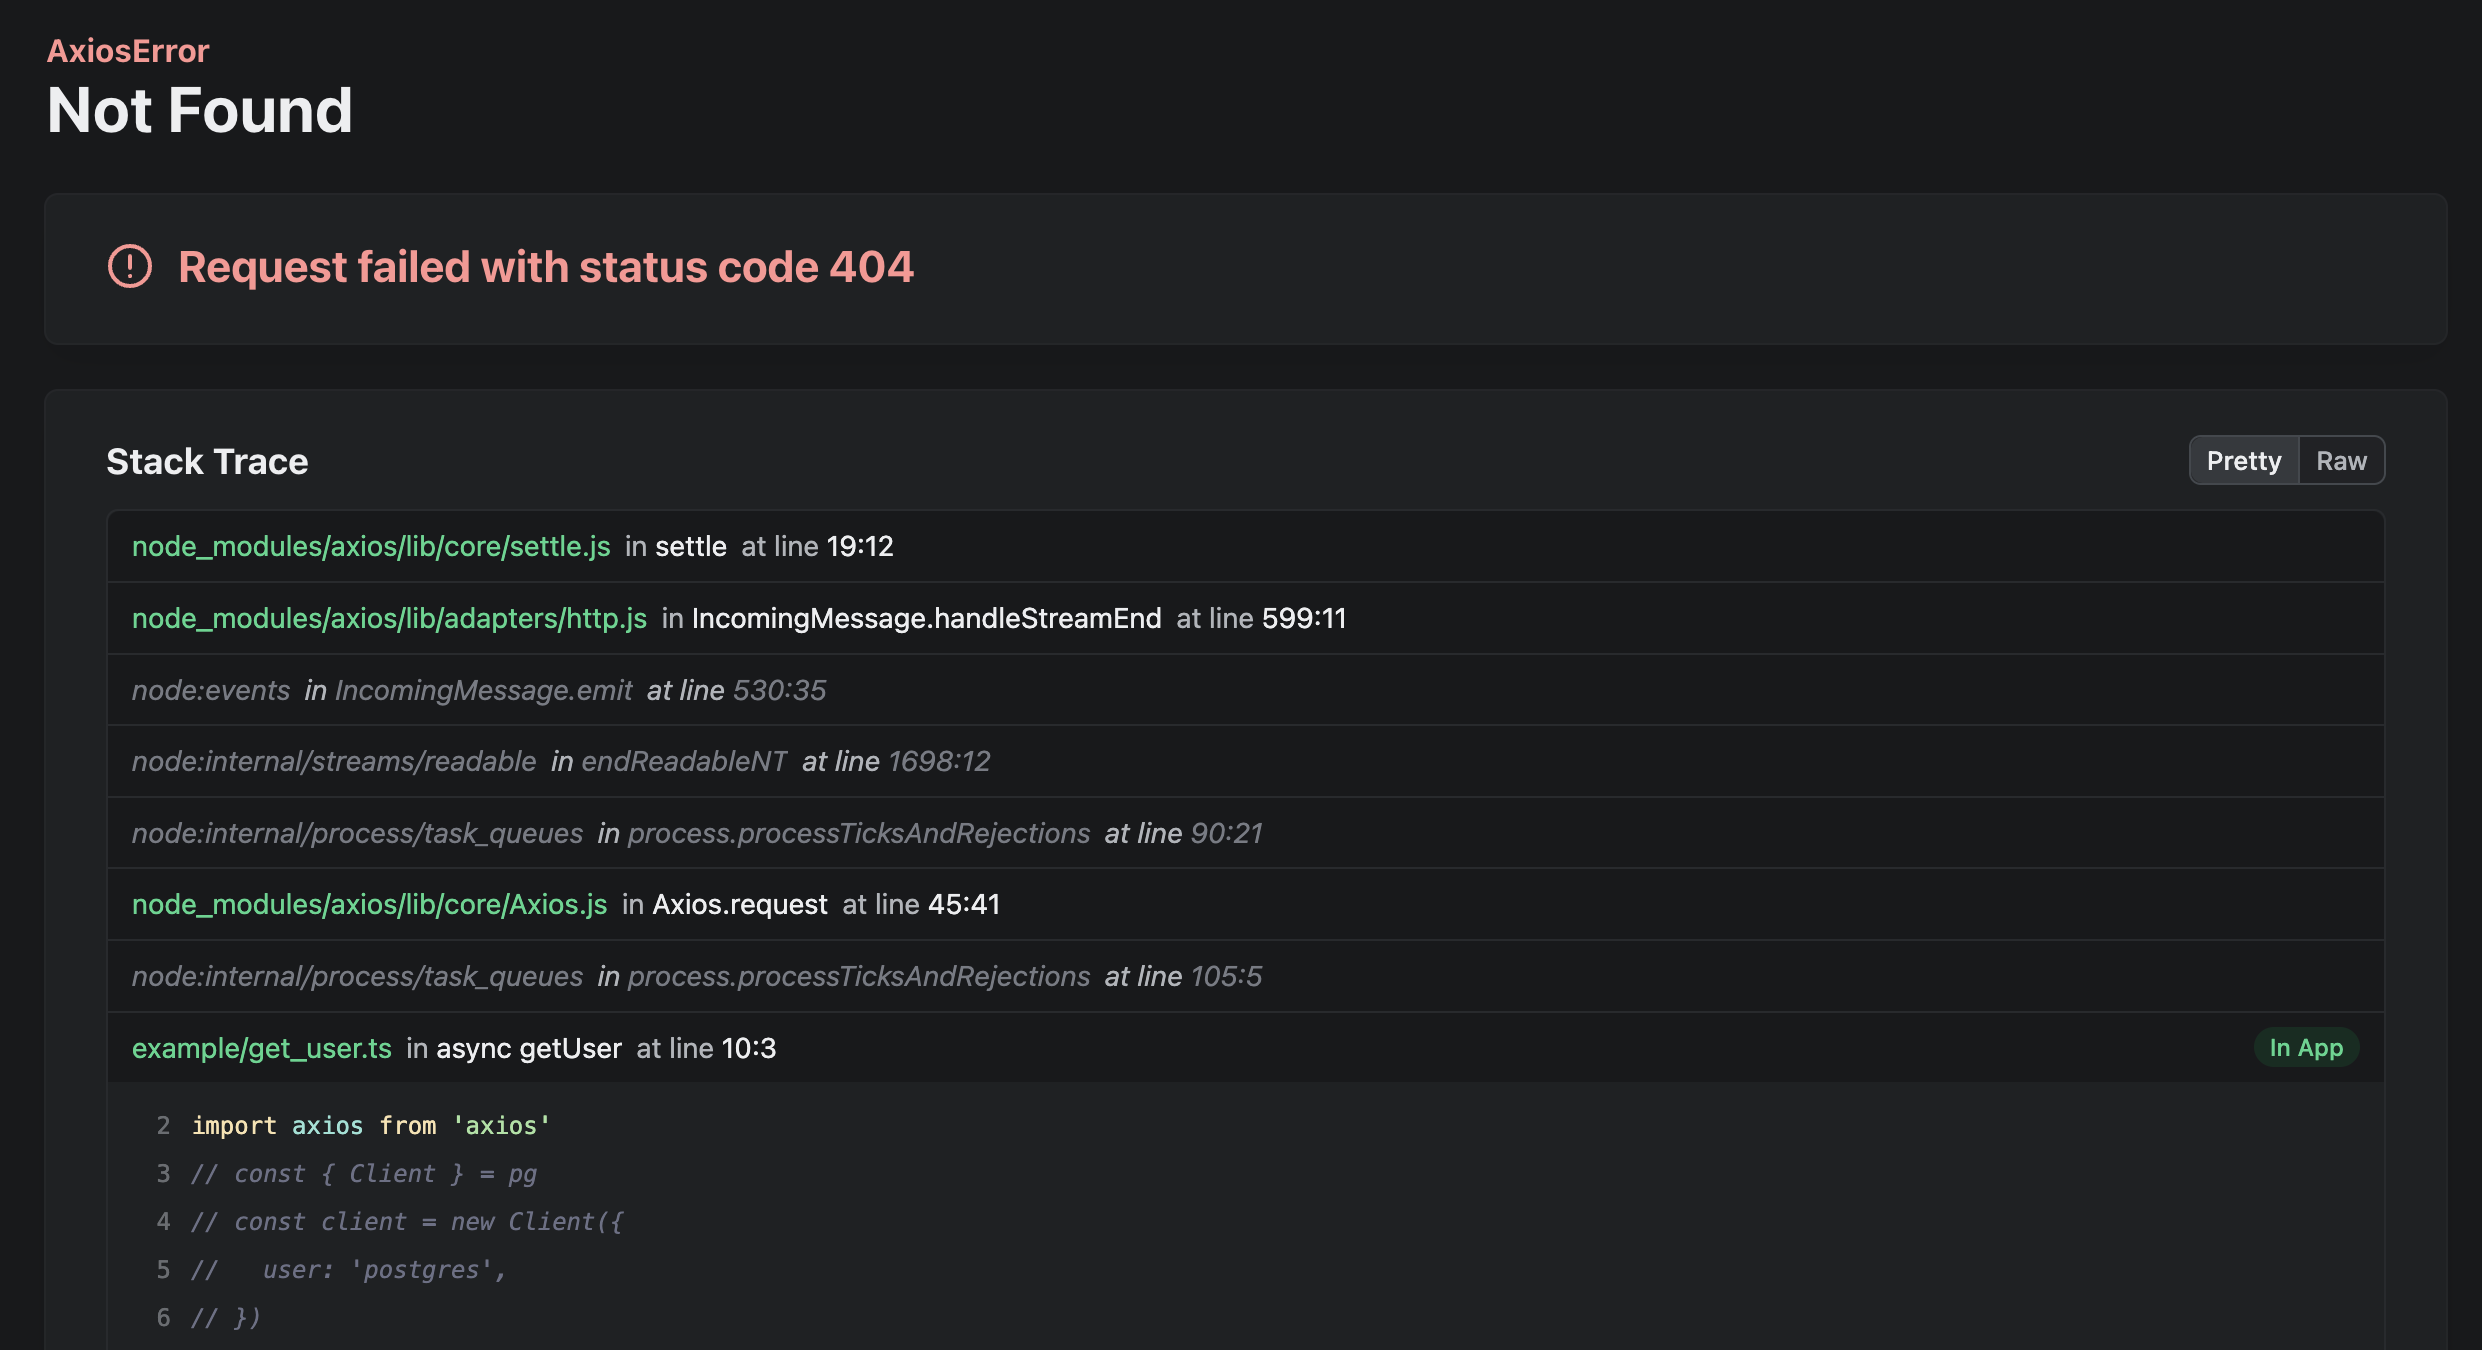 AxiosError
Not Found
Request failed with status code 404
Stack Trace
Pretty Raw
node_modules/axios/lib/core/settle.js in settle at line 19:12
node_modules/axios/lib/adapters/http.js in IncomingMessage.handleStreamEnd at line 599:11
node:events in IncomingMessage.emit at line 530:35
node:internal/streams/readable in endReadableNT at line 1698:12
node:internal/process/task_queues in process.processTicksAndRejections at line 90:21
node_modules/axios/lib/core/Axios.js in Axios.request at line 45:41
node:internal/process/task_queues in process.processTicksAndRejections at line 105:5
example/get_user.ts in async getUser at line 10:3 In App
2 import axios from 'axios'
3 // const { Client } = pg
4 // const client = new Client({
5 //   user: 'postgres',
6 // })